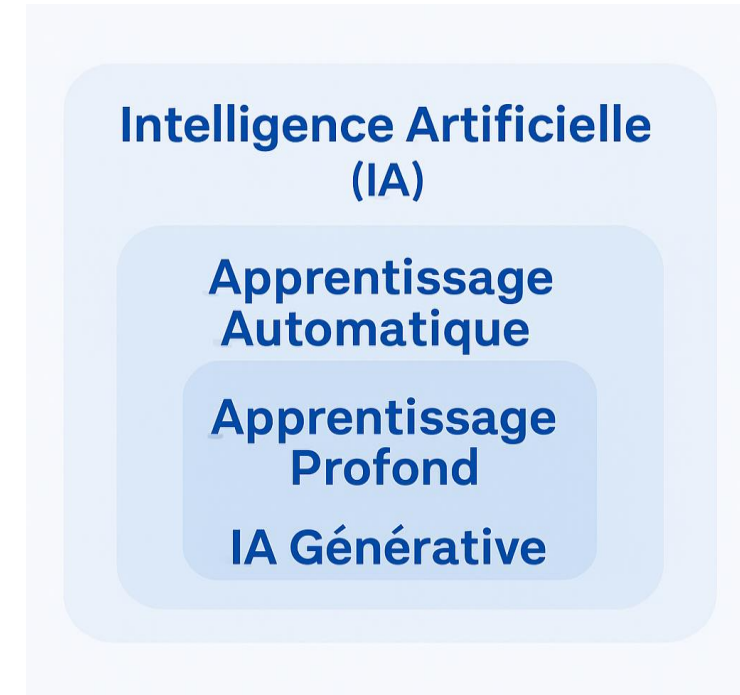 Intelligence Artificielle
(IA)
Apprentissage
Automatique
Apprentissage
Profond
IA Générative